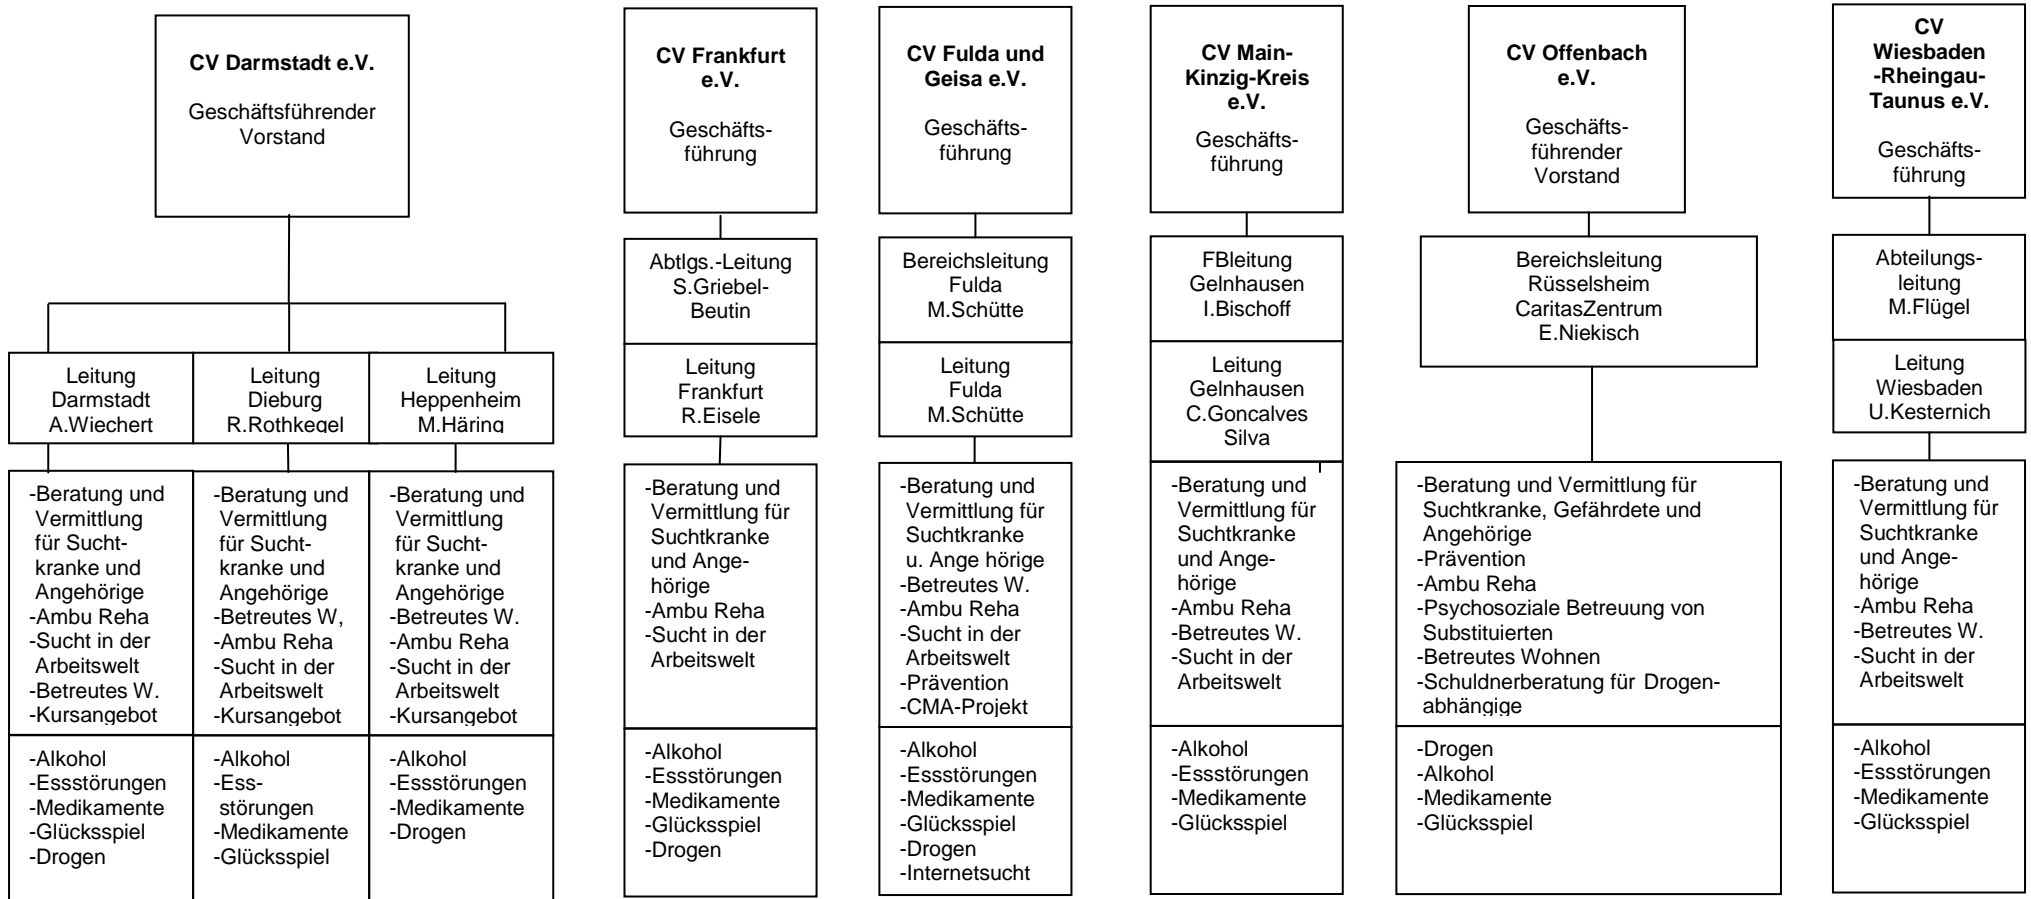 CV Darmstadt e.V.
Geschäftsführender
Vorstand
Leitung
Darmstadt
A.Wiechert
-Beratung und
Vermittlung
für Sucht-
kranke und
Angehörige
-Ambu Reha
-Sucht in der
Arbeitswelt
-Betreutes W.
-Kursangebot
-Alkohol
-Essstörungen
-Medikamente
-Glücksspiel
-Drogen
Leitung
Dieburg
R.Rothkegel
-Beratung und
Vermittlung
für Sucht-
kranke und
Angehörige
-Betreutes W,
-Ambu Reha
-Sucht in der
Arbeitswelt
-Kursangebot
-Alkohol
-Ess-
störungen
-Medikamente
-Glücksspiel
Leitung
Heppenheim
M.Häring
-Beratung und
Vermittlung
für Sucht-
kranke und
Angehörige
-Betreutes W.
-Ambu Reha
-Sucht in der
Arbeitswelt
-Kursangebot
-Alkohol
-Essstörungen
-Medikamente
-Drogen
CV Frankfurt
e.V.
Geschäfts-
führung
Abtlgs.-Leitung
S.Griebel-
Beutin
Leitung
Frankfurt
R.Eisele
-Beratung und
Vermittlung für
Suchtkranke
und Ange-
hörige
-Ambu Reha
-Sucht in der
Arbeitswelt
-Alkohol
-Essstörungen
-Medikamente
-Glücksspiel
-Drogen
CV Fulda und
Geisa e.V.
Geschäfts-
führung
Bereichsleitung
Fulda
M.Schütte
Leitung
Fulda
M.Schütte
-Beratung und
Vermittlung für
Suchtkranke
u. Ange hörige
-Betreutes W.
-Ambu Reha
-Sucht in der
Arbeitswelt
-Prävention
-CMA-Projekt
-Alkohol
-Essstörungen
-Medikamente
-Glücksspiel
-Drogen
-Internetsucht
CV Main-
Kinzig-Kreis
e.V.
Geschäfts-
führung
FBleitung
Gelnhausen
I.Bischoff
Leitung
Gelnhausen
C.Goncalves
Silva
-Beratung und
Vermittlung für
Suchtkranke
und Ange-
hörige
-Ambu Reha
-Betreutes W.
-Sucht in der
Arbeitswelt
-Alkohol
-Essstörungen
-Medikamente
-Glücksspiel
CV Offenbach
e.V.
Geschäfts-
führender
Vorstand
Bereichsleitung
Rüsselsheim
CaritasZentrum
E.Niekisch
-Beratung und Vermittlung für
Suchtkranke, Gefährdete und
Angehörige
-Prävention
-Ambu Reha
-Psychosoziale Betreuung von
Substituierten
-Betreutes Wohnen
-Schuldnerberatung für Drogen-
abhängige
-Drogen
-Alkohol
-Medikamente
-Glücksspiel
CV
Wiesbaden
-Rheingau-
Taunus e.V.
Geschäfts-
führung
Abteilungs-
leitung
M.Flügel
Leitung
Wiesbaden
U.Kesternich
-Beratung und
Vermittlung für
Suchtkranke
und Ange-
hörige
-Ambu Reha
-Betreutes W.
-Sucht in der
Arbeitswelt
-Alkohol
-Essstörungen
-Medikamente
-Glücksspiel